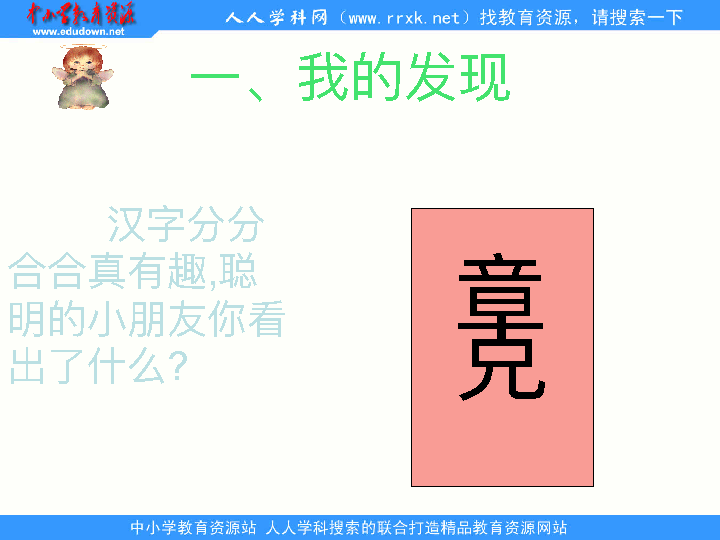 中小学教育资源
www.edudown.net
人人学科网（www.rrxk.net）找教育资源，请搜索一下
一、我的发现
汉字分分
合合真有趣,聪
明的小朋友你看
出了什么?
章
兄
中小学教育资源站 人人学科搜索的联合打造精品教育资源网站